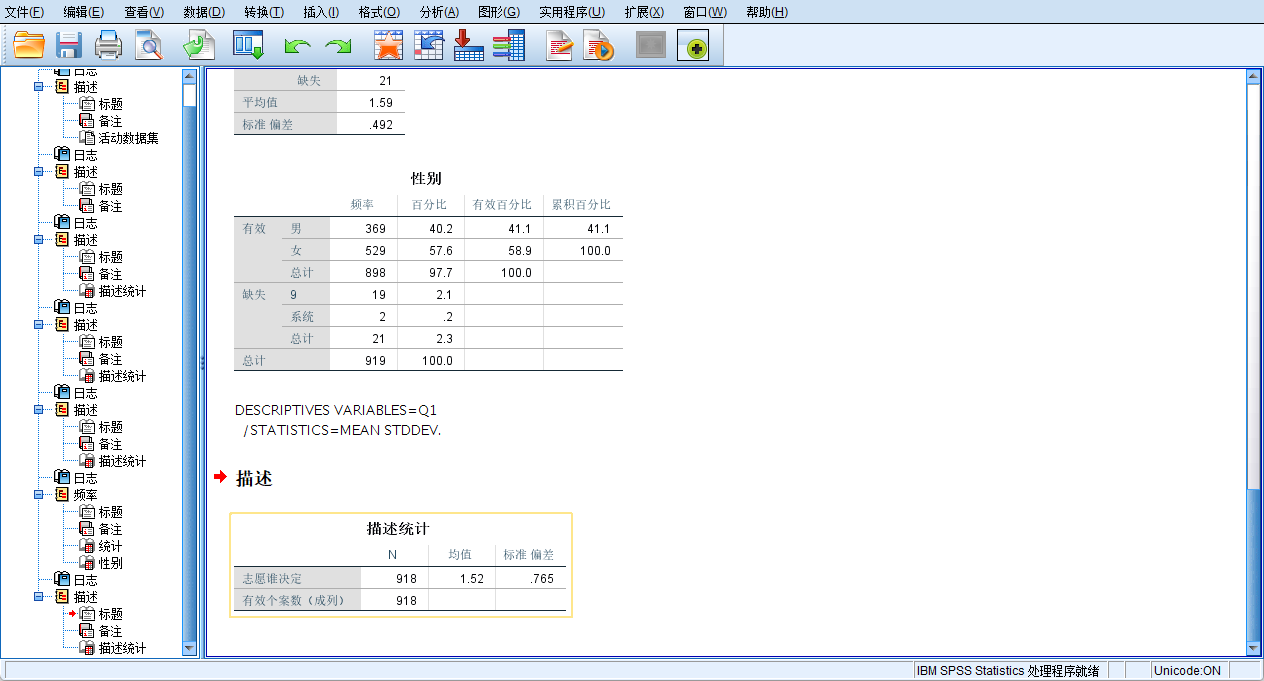 文件(F) 编辑(E) 查看(V) 数据(D) 转换(T) 插入(I) 格式(O) 分析(A) 图形(G) 实用程序(U) 扩展(X) 窗口(W) 帮助(H)
日志
描述
标题
备注
活动数据集
日志
描述
标题
备注
日志
描述
标题
备注
描述统计
日志
描述
标题
备注
描述统计
日志
描述
标题
备注
描述统计
日志
频率
标题
备注
统计
性别
日志
描述
标题
备注
描述统计
缺失 21
平均值 1.59
标准 偏差 .492
性别
频率 百分比 有效百分比 累积百分比
有效 男 369 40.2 41.1 41.1
女 529 57.6 58.9 100.0
总计 898 97.7 100.0
缺失 9 19 2.1
系统 2 .2
总计 21 2.3
总计 919 100.0
DESCRIPTIVES VARIABLES=Q1
/STATISTICS=MEAN STDDEV.
描述
描述统计
N 均值 标准 偏差
志愿谁决定 918 1.52 .765
有效个案数（成列） 918
IBM SPSS Statistics 处理程序就绪 Unicode:ON